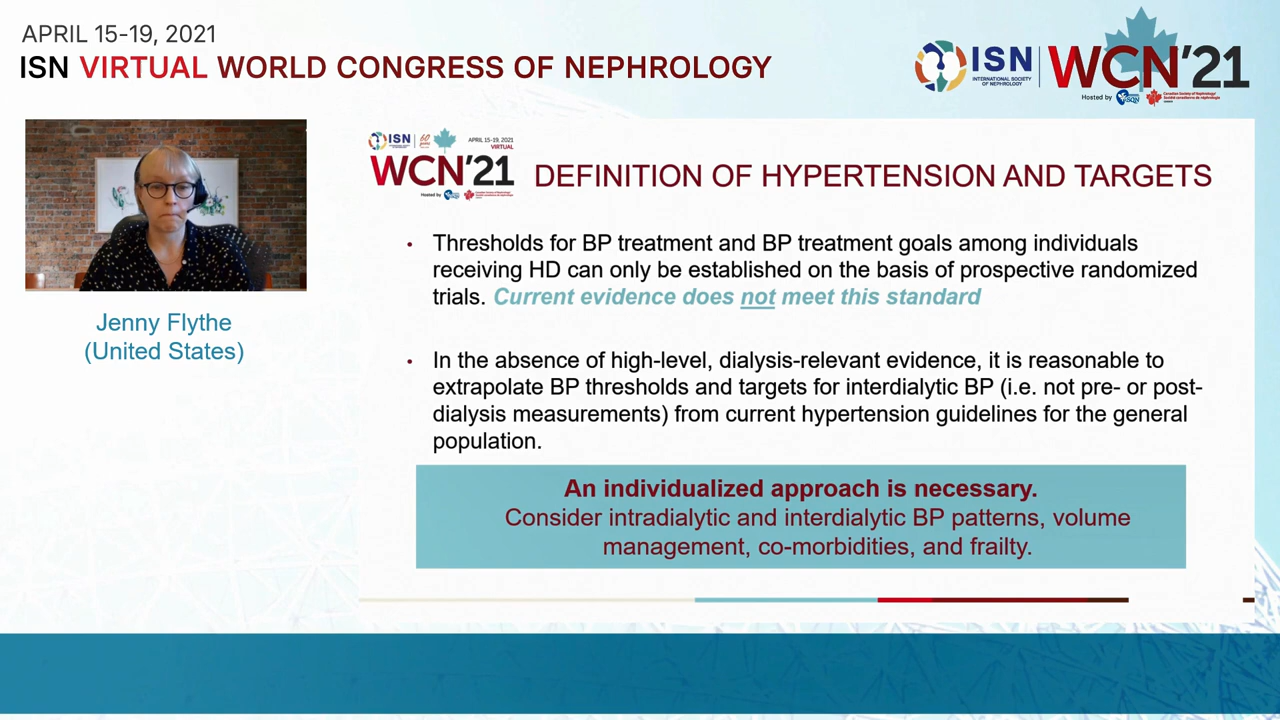 APRIL 15-19, 2021
ISN VIRTUAL WORLD CONGRESS OF NEPHROLOGY
ISN
INTERNATIONAL SOCIETY
OF NEPHROLOGY
WCN'21
Hosted by
Jenny Flythe
(United States)
ISN
60
APRIL 15-19, 2021
VIRTUAL
WCN'21
Hosted by
DEFINITION OF HYPERTENSION AND TARGETS
• Thresholds for BP treatment and BP treatment goals among individuals
receiving HD can only be established on the basis of prospective randomized
trials. Current evidence does not meet this standard
• In the absence of high-level, dialysis-relevant evidence, it is reasonable to
extrapolate BP thresholds and targets for interdialytic BP (i.e. not pre- or post-
dialysis measurements) from current hypertension guidelines for the general
population.
An individualized approach is necessary.
Consider intradialytic and interdialytic BP patterns, volume
management, co-morbidities, and frailty.